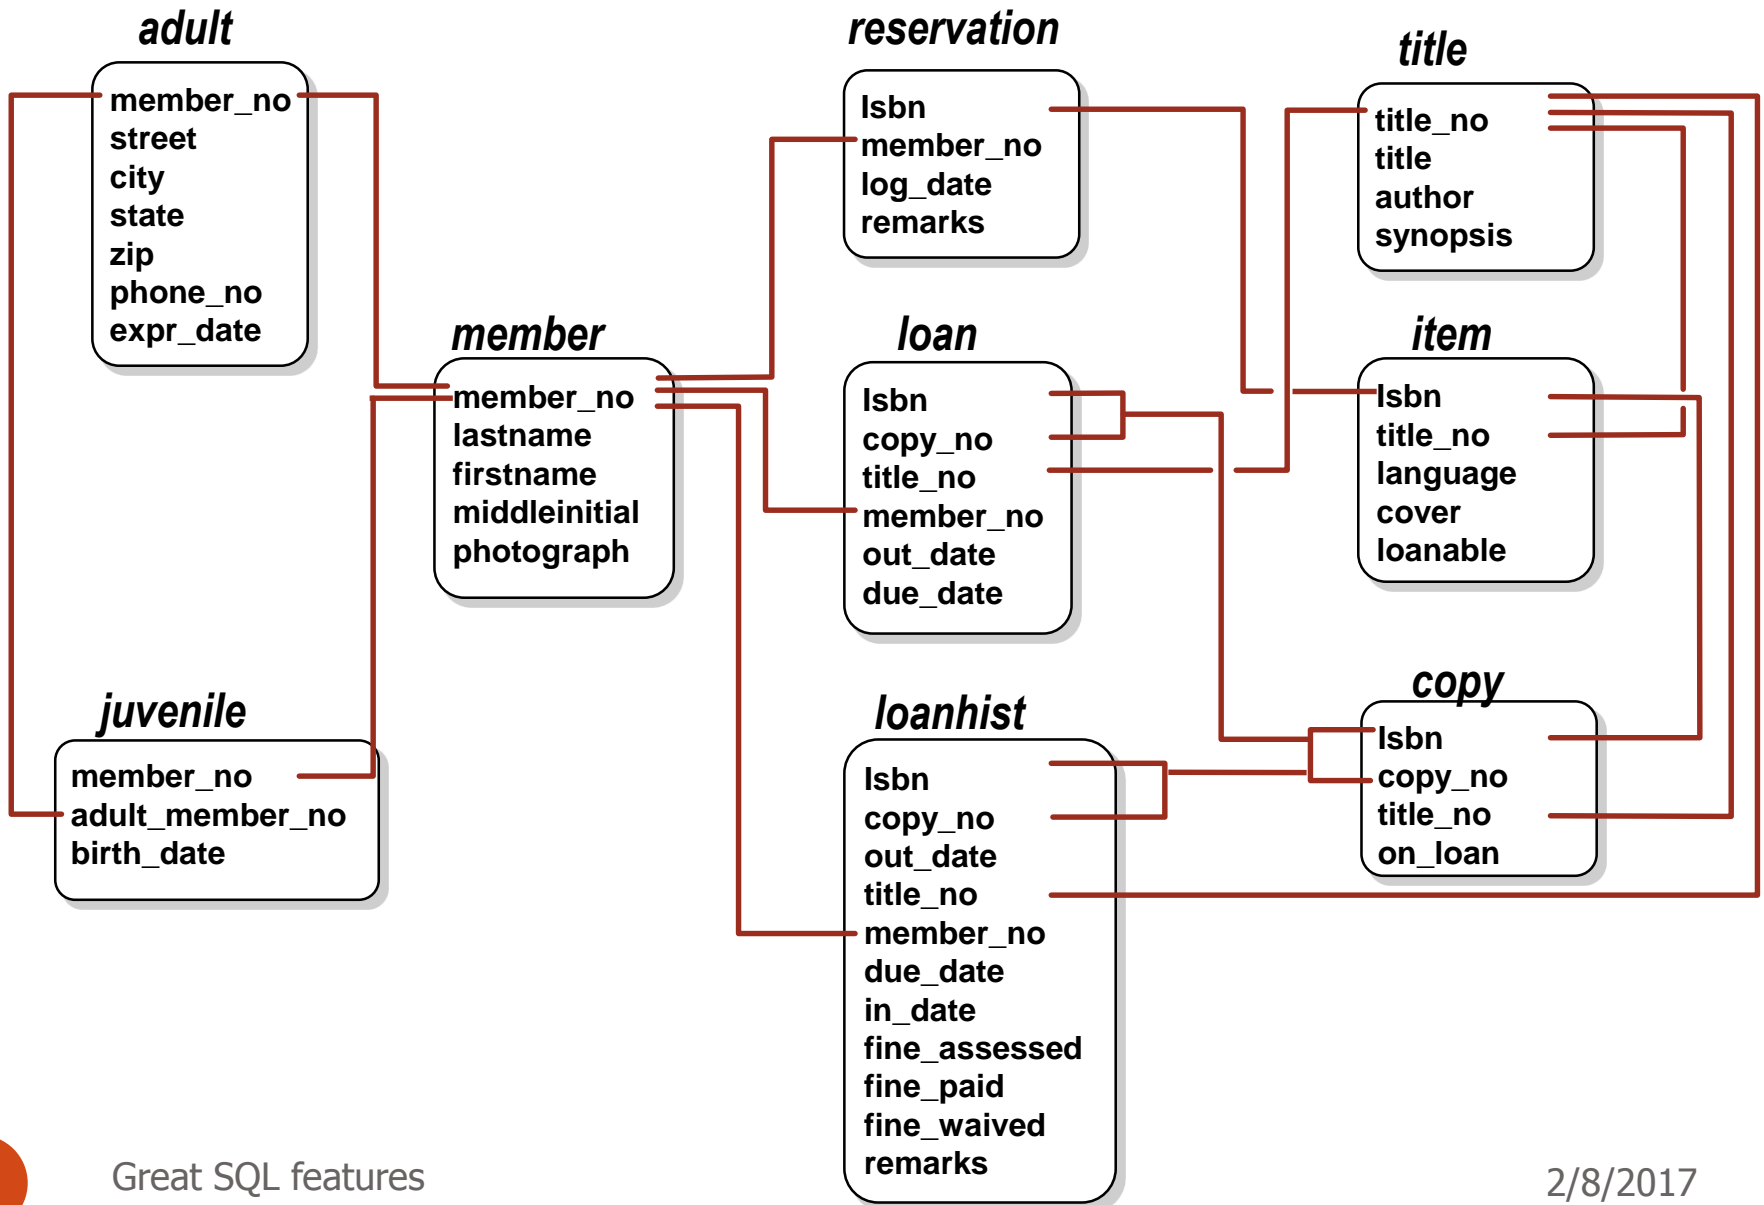 adult
member_no
street
city
state
zip
phone_no
expr_date
juvenile
member_no
adult_member_no
birth_date
member
member_no
lastname
firstname
middleinitial
photograph
reservation
Isbn
member_no
log_date
remarks
loan
Isbn
copy_no
title_no
member_no
out_date
due_date
loanhist
Isbn
copy_no
out_date
title_no
member_no
due_date
in_date
fine_assessed
fine_paid
fine_waived
remarks
title
title_no
title
author
synopsis
item
Isbn
title_no
language
cover
loanable
copy
Isbn
copy_no
title_no
on_loan
Great SQL features
2/8/2017